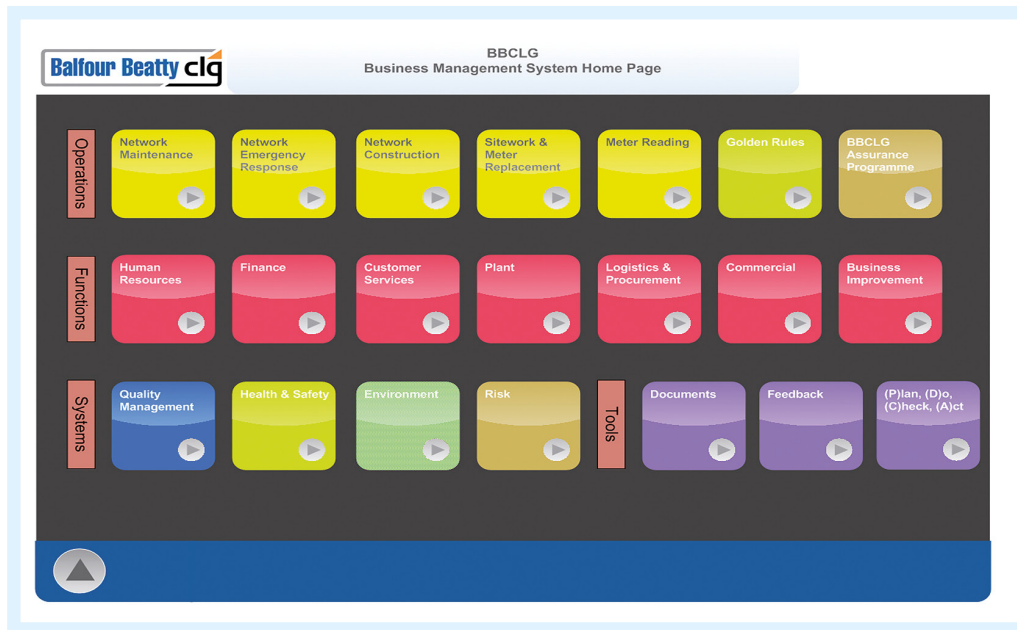 Balfour Beatty clg
BBCLG
Business Management System Home Page
Operations
Network
Maintenance
Network
Emergency
Response
Network
Construction
Sitework &
Meter
Replacement
Meter Reading
Golden Rules
BBCLG
Assurance
Programme
Functions
Human
Resources
Finance
Customer
Services
Plant
Logistics &
Procurement
Commercial
Business
Improvement
Systems
Quality
Management
Health & Safety
Environment
Risk
Tools
Documents
Feedback
(P)lan, (D)o,
(C)heck, (A)ct